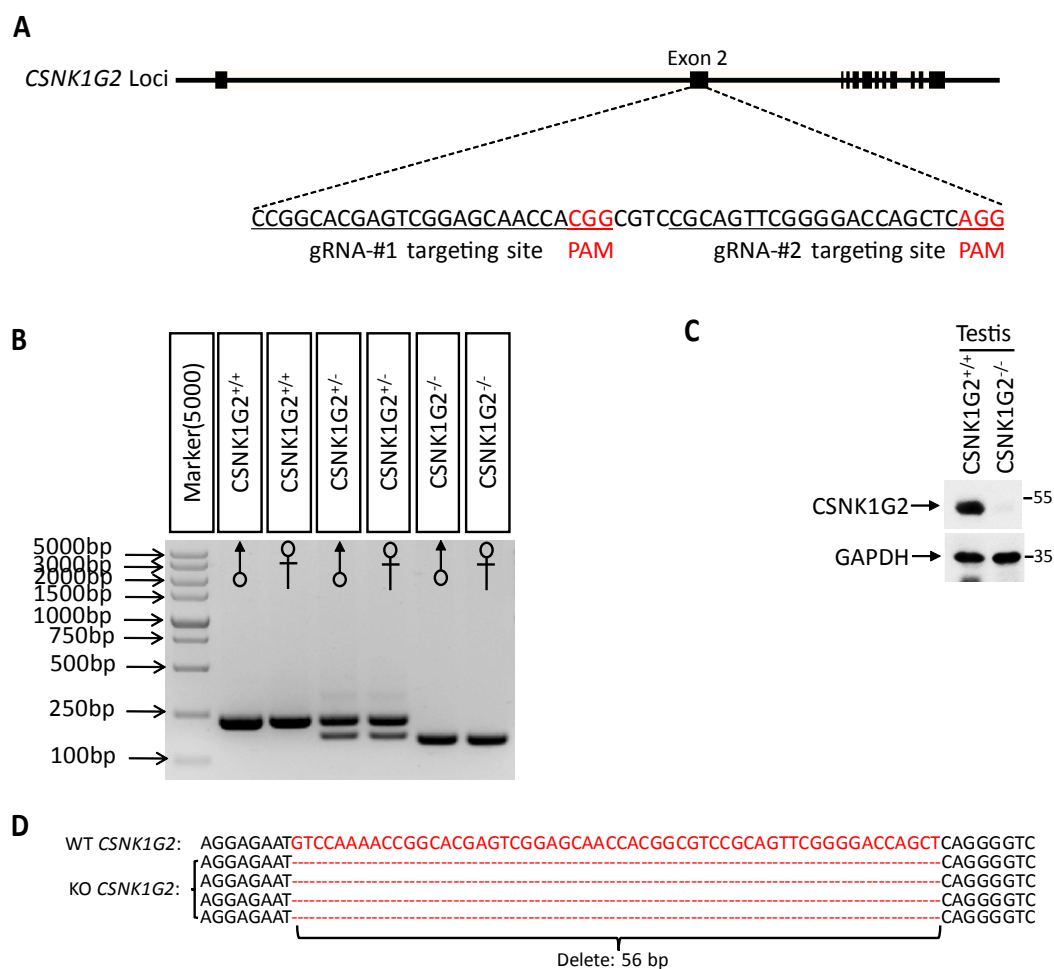 A
CSNK1G2 Loci
Exon 2
CCGGCACGAGTCGGAGCAACCACGGCGTCCGCAGTTCGGGGACCAGCTCAGG
gRNA-#1 targeting site PAM gRNA-#2 targeting site PAM
B
Marker(5000)
CSNK1G2+/+
CSNK1G2+/+
CSNK1G2+/-
CSNK1G2+/-
CSNK1G2-/-
CSNK1G2-/-
5000bp
3000bp
2000bp
1500bp
1000bp
750bp
500bp
250bp
100bp
C
Testis
CSNK1G2+/+
CSNK1G2-/-
CSNK1G2
55
GAPDH
35
D
WT CSNK1G2: AGGAGAATGTCCAAAACCGGCACGAGTCGGAGCAACCACGGCGTCCGCAGTTCGGGGACCAGCTCAGGGGTC
KO CSNK1G2:
AGGAGAAT CAGGGGTC
AGGAGAAT CAGGGGTC
AGGAGAAT CAGGGGTC
AGGAGAAT CAGGGGTC
Delete: 56 bp